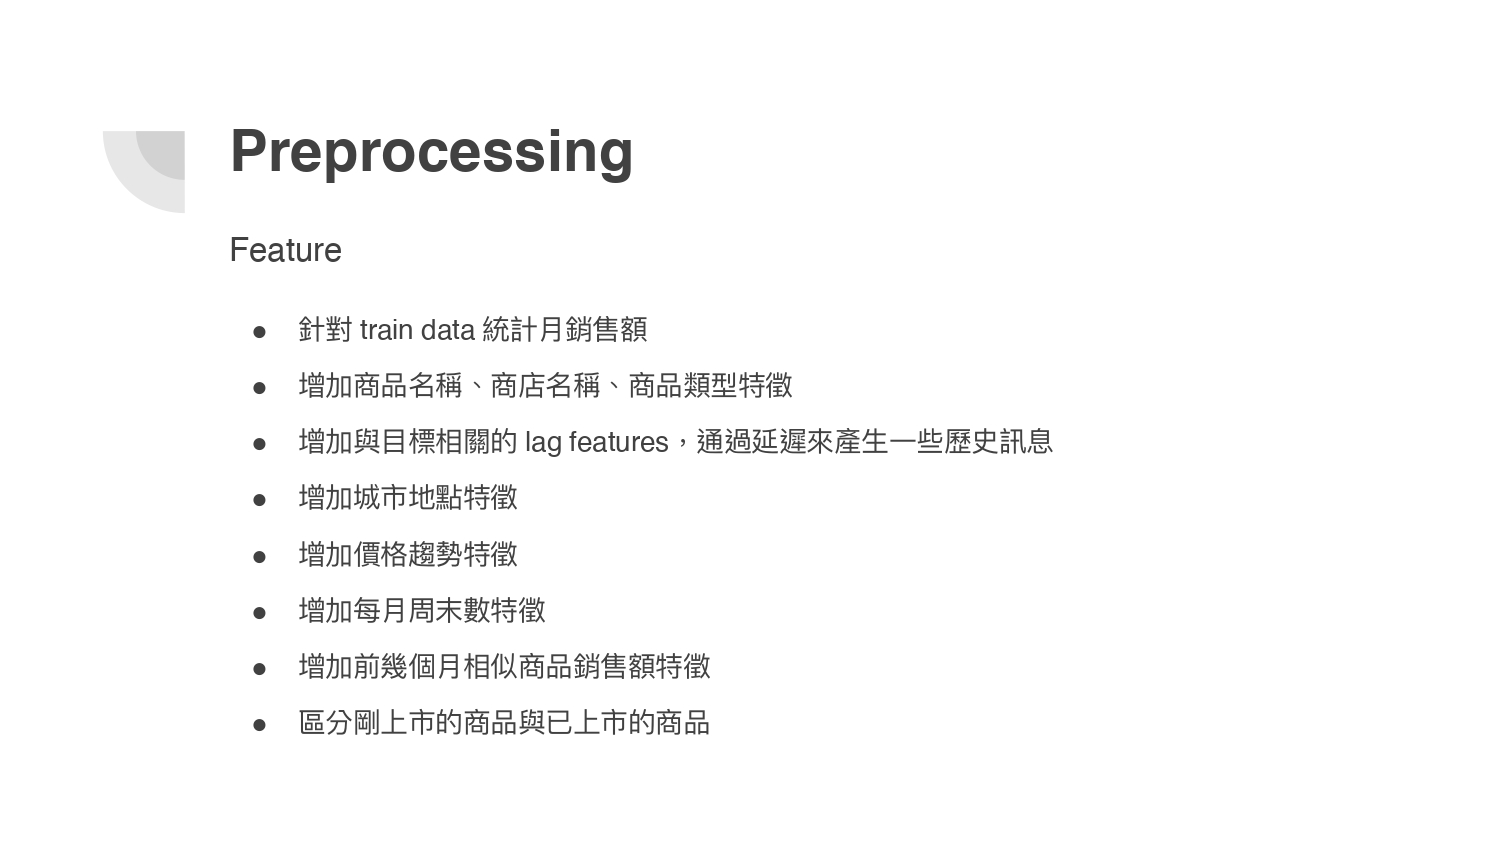 Preprocessing
Feature
● 針對 train data 統計月銷售額
● 增加商品名稱、商店名稱、商品類型特徵
● 增加與目標相關的 lag features，通過延遲來產生一些歷史訊息
● 增加城市地點特徵
● 增加價格趨勢特徵
● 增加每月周末數特徵
● 增加前幾個月相似商品銷售額特徵
● 區分剛上市的商品與已上市的商品